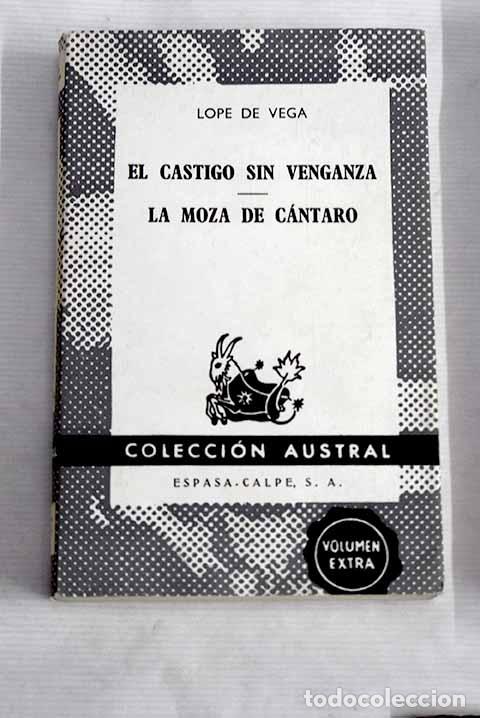 LOPE DE VEGA
EL CASTIGO SIN VENGANZA
LA MOZA DE CÁNTARO
COLECCIÓN AUSTRAL
ESPASA-CALPE, S. A.
VOLUMEN
EXTRA
todocoleccion